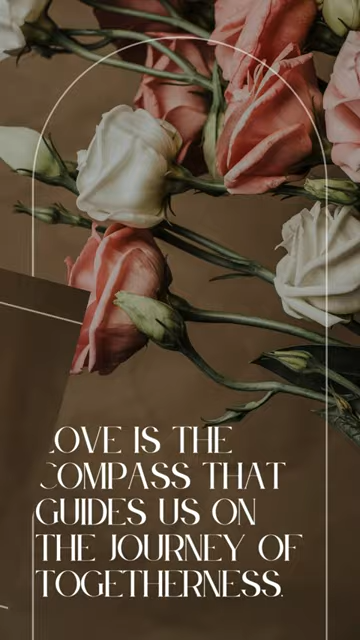 LOVE IS THE
COMPASS THAT
GUIDES US ON
THE JOURNEY OF
TOGETHERNESS.